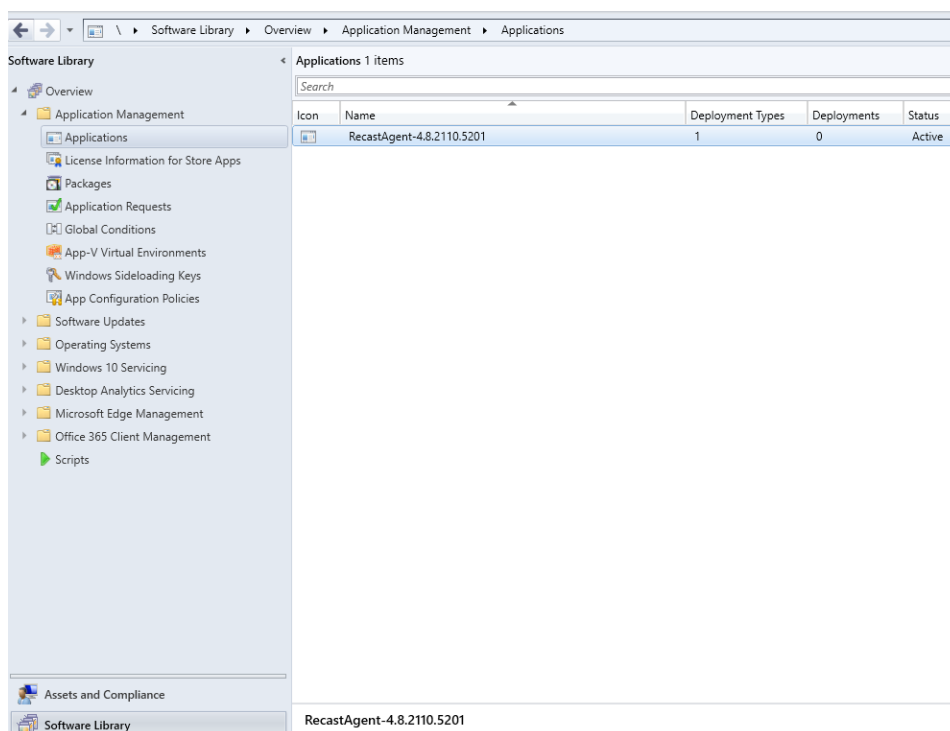 \ Software Library Overview Application Management Applications
Software Library
Overview
Application Management
Applications
License Information for Store Apps
Packages
Application Requests
Global Conditions
App-V Virtual Environments
Windows Sideloading Keys
App Configuration Policies
Software Updates
Operating Systems
Windows 10 Servicing
Desktop Analytics Servicing
Microsoft Edge Management
Office 365 Client Management
Scripts
Assets and Compliance
Software Library
Applications 1 items
Search
Icon Name Deployment Types Deployments Status
RecastAgent-4.8.2110.5201 1 0 Active
RecastAgent-4.8.2110.5201